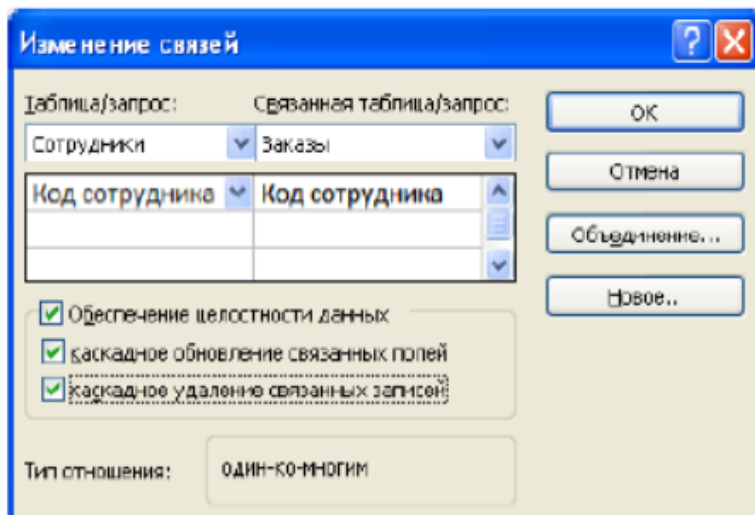 Изменение связей
Таблица/запрос: Связанная таблица/запрос:
Сотрудники Заказы
Код сотрудника Код сотрудника
Обеспечение целостности данных
каскадное обновление связанных полей
каскадное удаление связанных записей
Тип отношения: один-ко-многим
ОК
Отмена
Объединение...
Новое..